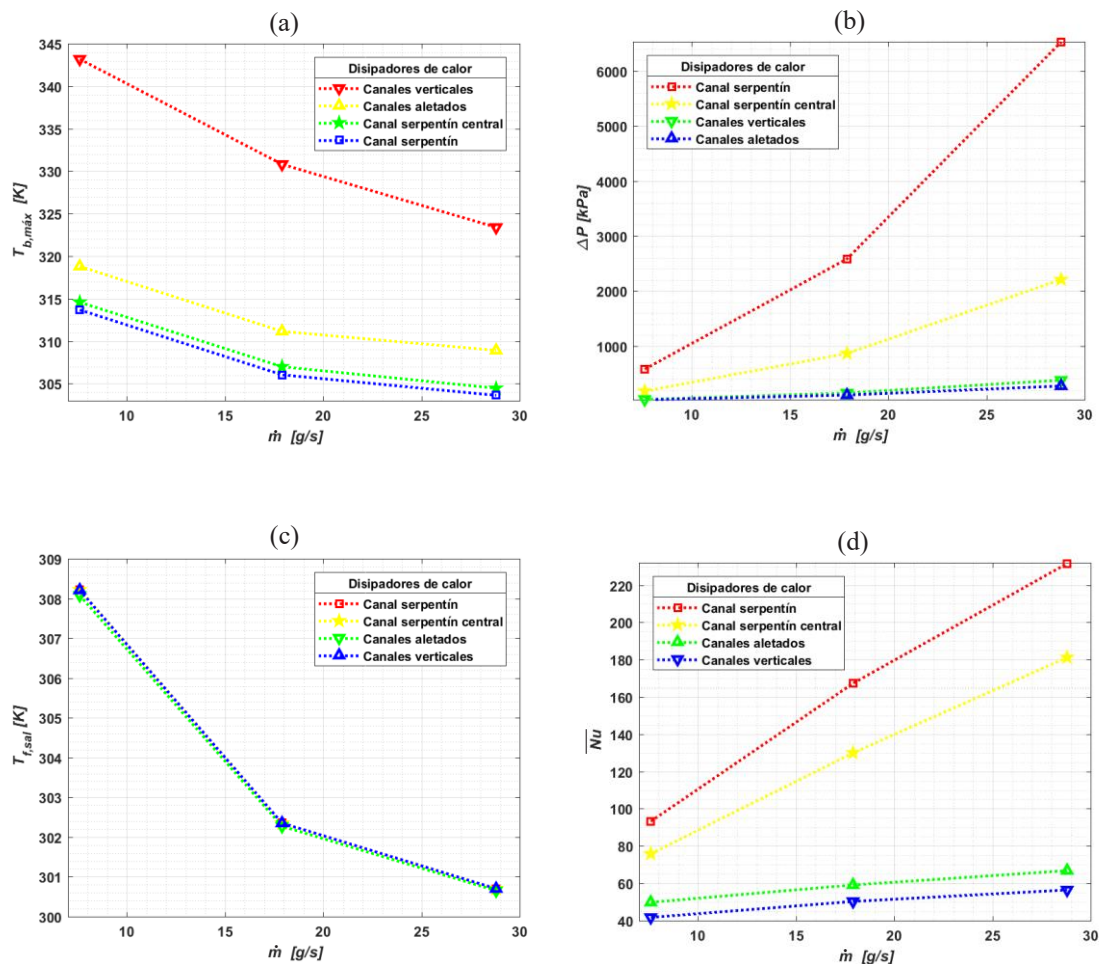 (a)
345
340
335
330
325
320
315
310
305
T_b,máx [K]
10 15 20 25 30
ṁ [g/s]
Disipadores de calor
Canales verticales
Canales aletados
Canal serpentín central
Canal serpentín
(b)
6000
5000
4000
3000
2000
1000
△P [kPa]
10 15 20 25 30
ṁ [g/s]
Disipadores de calor
Canal serpentín
Canal serpentín central
Canales verticales
Canales aletados
(c)
309
308
307
306
305
304
303
302
301
300
T_f,sal [K]
10 15 20 25 30
ṁ [g/s]
Disipadores de calor
Canal serpentín
Canal serpentín central
Canales aletados
Canales verticales
(d)
220
200
180
160
140
120
100
80
60
40
N̅u̅
10 15 20 25 30
ṁ [g/s]
Disipadores de calor
Canal serpentín
Canal serpentín central
Canales aletados
Canales verticales